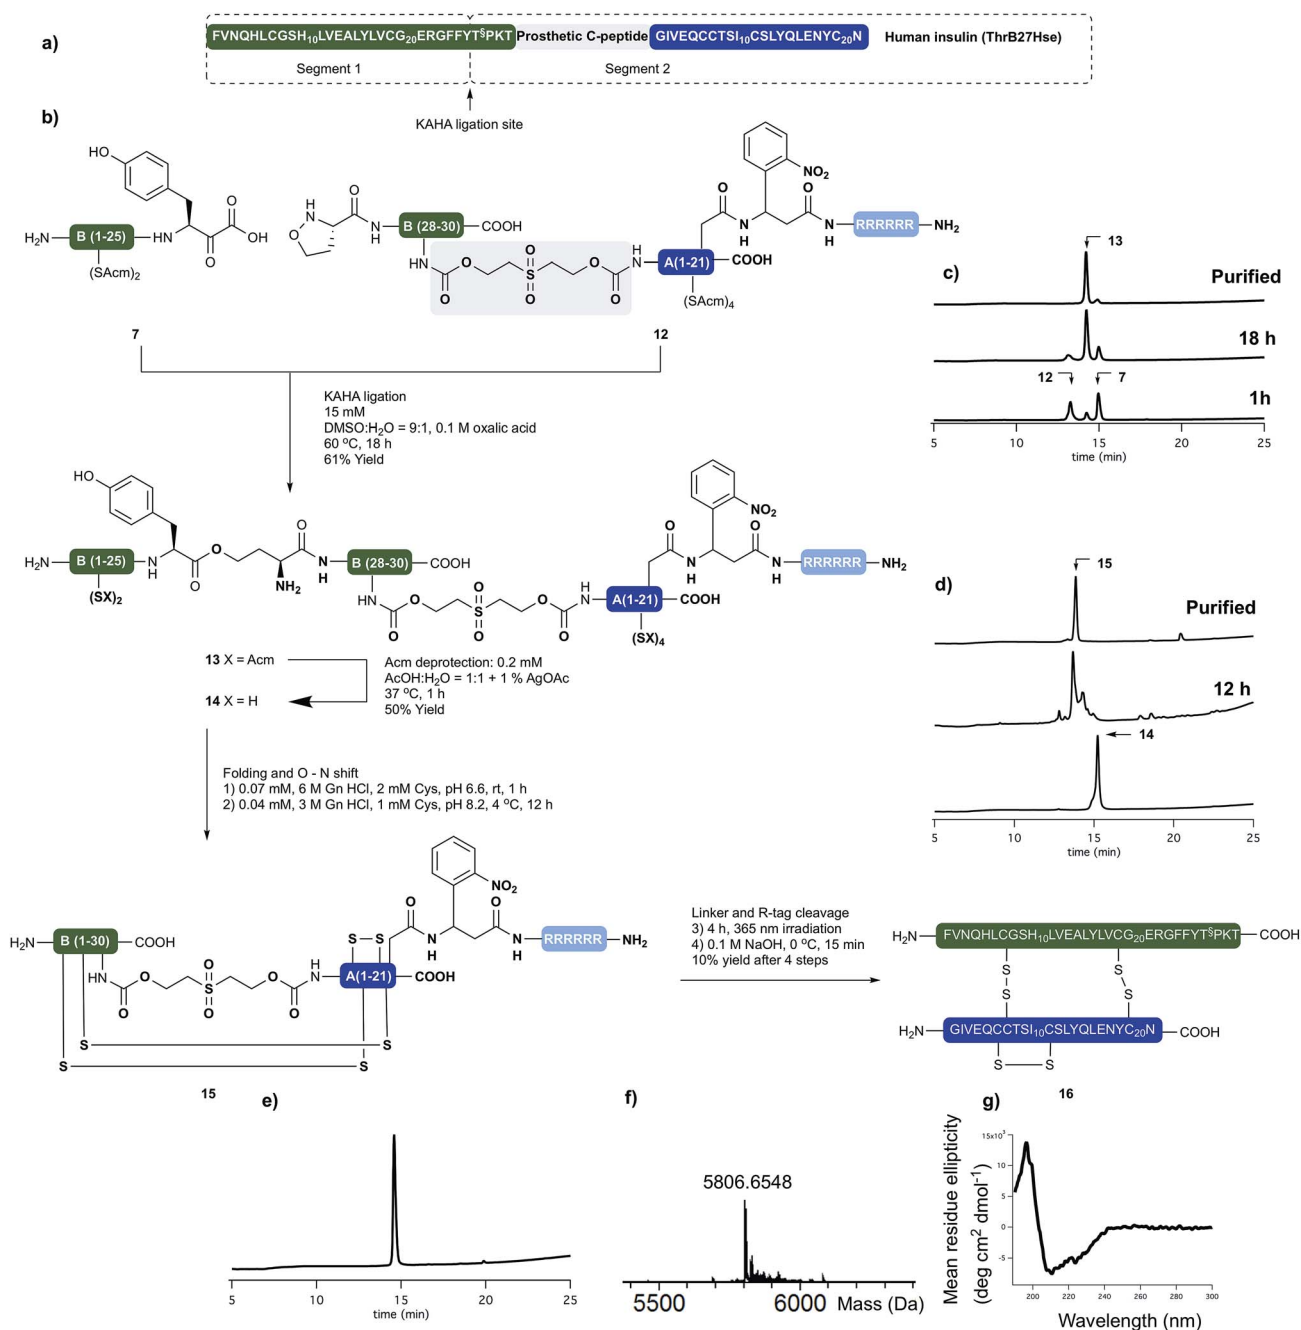 a)
FVNQHLCGSH10LVEALYLVCG20ERGFFYT§PKT Prosthetic C-peptide GIVEQCCTSI10CSLYQLENYC20N Human insulin (ThrB27Hse)
Segment 1 Segment 2
KAHA ligation site
b)
HO
H2N B (1-25) HN O O OH
(SAcm)2
7
H N O O N H B (28-30) COOH
HN O O S O O O O HN A(1-21) COOH
(SAcm)4
O N H NO2 O N H RRRRRR NH2
12
KAHA ligation
15 mM
DMSO:H2O = 9:1, 0.1 M oxalic acid
60 ºC, 18 h
61% Yield
c)
13
Purified
18 h
12 7
1h
5 10 15 20 25
time (min)
HO
H2N B (1-25) N H O O NH2 O N H B (28-30) COOH
(SX)2
HN O O S O O O O HN A(1-21) COOH
(SX)4
O N H NO2 O N H RRRRRR NH2
13 X = Acm
14 X = H
Acm deprotection: 0.2 mM
AcOH:H2O = 1:1 + 1 % AgOAc
37 ºC, 1 h
50% Yield
d)
15
Purified
12 h
14
5 10 15 20 25
time (min)
Folding and O - N shift
1) 0.07 mM, 6 M Gn HCl, 2 mM Cys, pH 6.6, rt, 1 h
2) 0.04 mM, 3 M Gn HCl, 1 mM Cys, pH 8.2, 4 ºC, 12 h
H2N B (1-30) COOH
HN O O S O O O O HN A(1-21) COOH
S S O N H NO2 O N H RRRRRR NH2
S S
S S
15
Linker and R-tag cleavage
3) 4 h, 365 nm irradiation
4) 0.1 M NaOH, 0 ºC, 15 min
10% yield after 4 steps
H2N FVNQHLCGSH10LVEALYLVCG20ERGFFYT§PKT COOH
S S
S S
H2N GIVEQCCTSI10CSLYQLENYC20N COOH
S S
16
e)
5 10 15 20 25
time (min)
f)
5806.6548
5500 6000 Mass (Da)
g)
Mean residue ellipticity
(deg cm2 dmol-1)
15x10³
10
5
0
-5
200 220 240 260 280 300
Wavelength (nm)